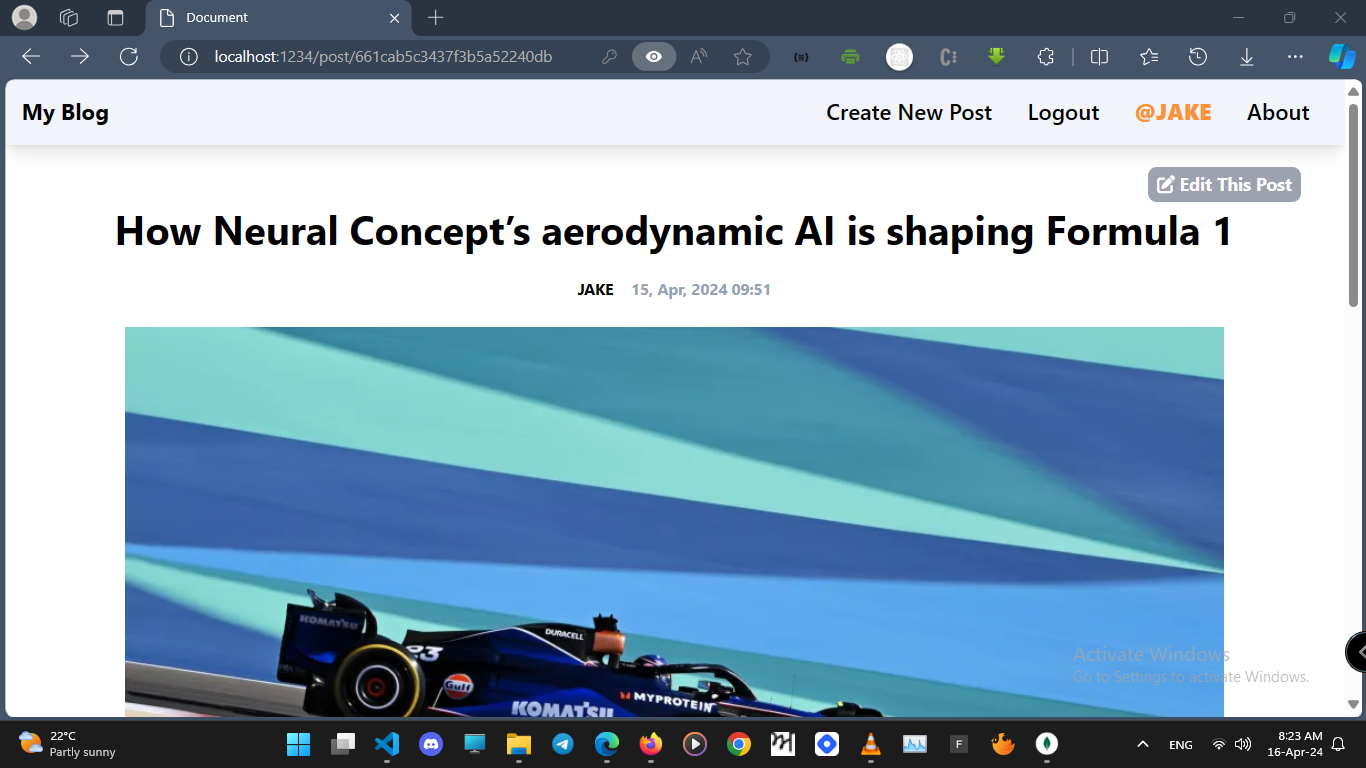 Document
localhost:1234/post/661cab5c3437f3b5a52240db
My Blog
Create New Post
Logout
@JAKE
About
Edit This Post
How Neural Concept’s aerodynamic AI is shaping Formula 1
JAKE 15, Apr, 2024 09:51
KOMATSU
DURACELL
23
Gulf
MYPROTEIN
KOMATSU
Activate Windows
Go to Settings to activate Windows.
22°C
Partly sunny
F
ENG
8:23 AM
16-Apr-24